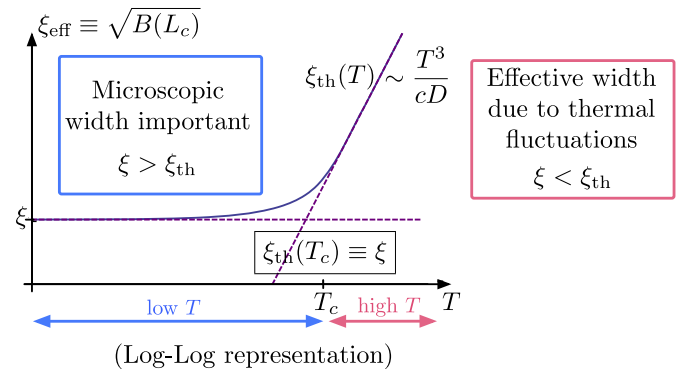 ξ_eff ≡ √B(L_c)
Microscopic
width important
ξ > ξ_th
ξ_th(T) ∼ T³/cD
Effective width
due to thermal
fluctuations
ξ < ξ_th
ξ
ξ_th(T_c) ≡ ξ
T_c
T
low T
high T
(Log-Log representation)